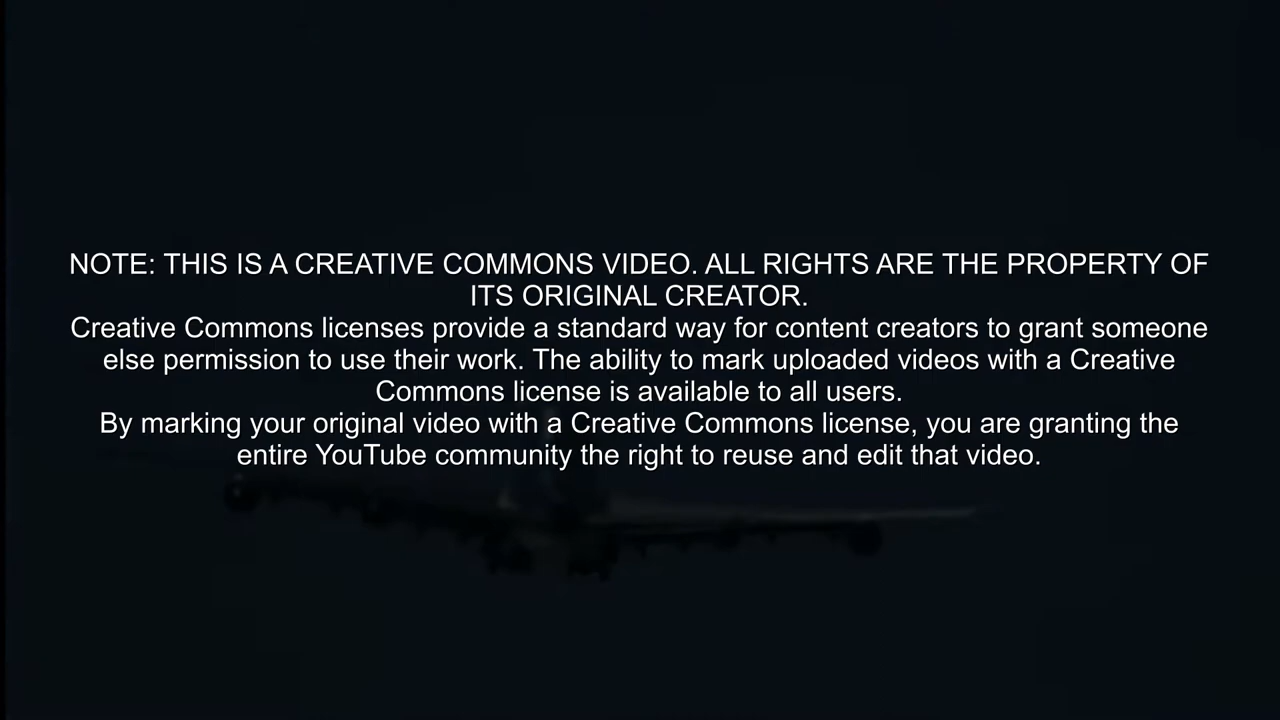 NOTE: THIS IS A CREATIVE COMMONS VIDEO. ALL RIGHTS ARE THE PROPERTY OF
ITS ORIGINAL CREATOR.
Creative Commons licenses provide a standard way for content creators to grant someone
else permission to use their work. The ability to mark uploaded videos with a Creative
Commons license is available to all users.
By marking your original video with a Creative Commons license, you are granting the
entire YouTube community the right to reuse and edit that video.